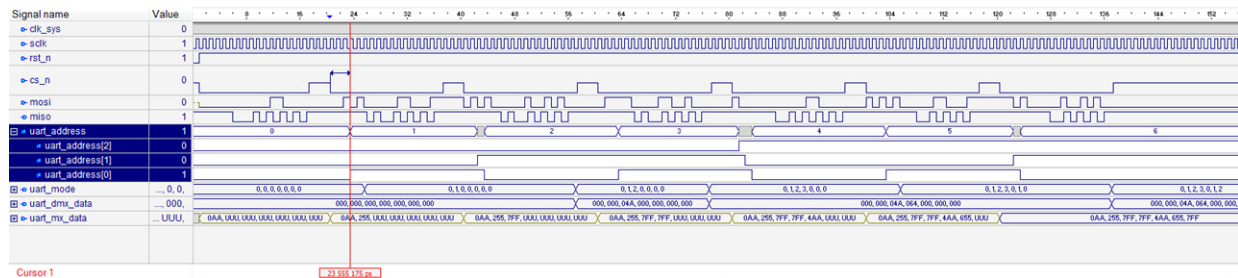 Signal name Value 8 16 24 32 40 48 56 64 72 80 88 96 104 112 120 128 136 144 152
clk_sys 0
sclk 1
rst_n 1
cs_n 0
mosi 0
miso 1
uart_address 1 0 1 2 3 4 5 6
uart_address[2] 0
uart_address[1] 0
uart_address[0] 1
uart_mode ..., 0, 0, 0,0,0,0,0,0 0,1,0,0,0,0 0,1,2,0,0,0 0,1,2,3,0,0 0,1,2,3,0,1,0 0,1,2,3,0,1,2
uart_dmx_data ..., 000, 000, 000, 000, 000, 000, 000, 000 000, 000, 04A, 000, 000, 000 000, 000, 04A, 064, 000, 000, 000 000, 000, 04A, 064, 000, 00
uart_mx_data ... UUU, 0AA, UUU, UUU, UUU, UUU, UUU, UUU 0AA, 255, UUU, UUU, UUU, UUU, UUU 0AA, 255, 7FF, UUU, UUU, UUU 0AA, 255, 7FF, 7FF, UUU, UUU, UUU 0AA, 255, 7FF, 7FF, 4AA, UUU, UUU 0AA, 255, 7FF, 7FF, 4AA, 655, UUU 0AA, 255, 7FF, 7FF, 4AA, 655, 7FF
Cursor 1 23 555 175 ps